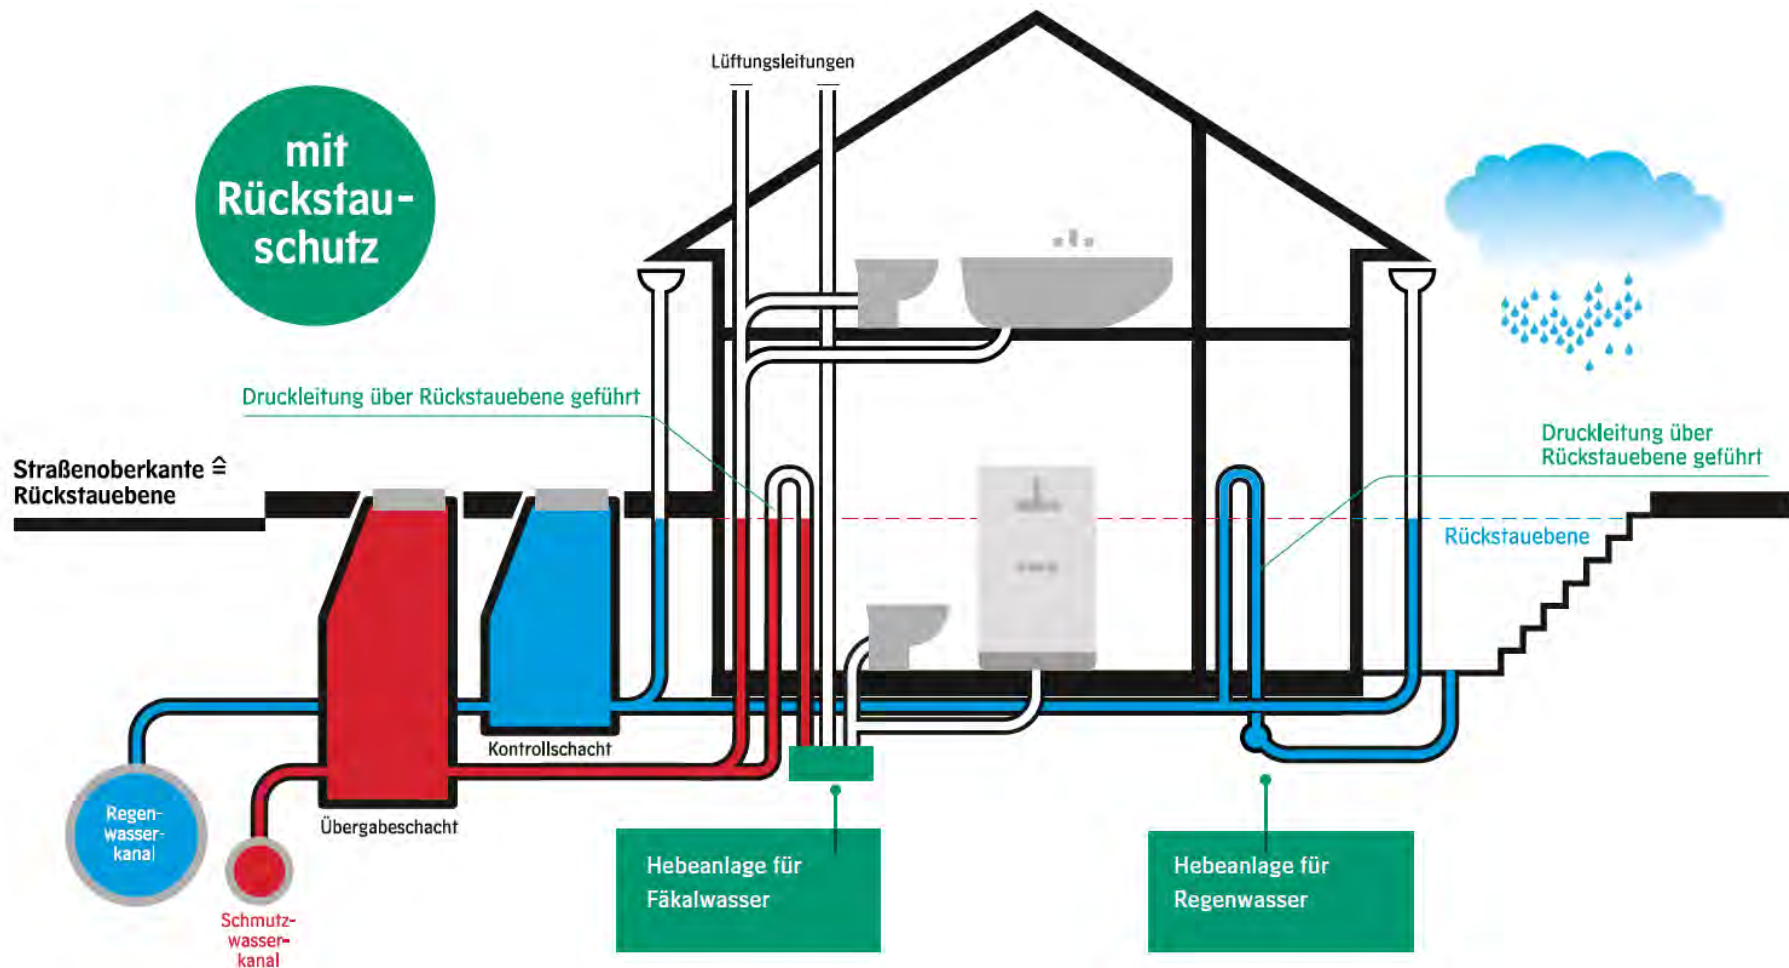 Lüftungsleitungen
mit
Rückstau-
schutz
Druckleitung über Rückstauebene geführt
Druckleitung über
Rückstauebene geführt
Straßenoberkante ≙
Rückstauebene
Rückstauebene
Kontrollschacht
Übergabeschacht
Regen-
wasser-
kanal
Schmutz-
wasser-
kanal
Hebeanlage für
Fäkalwasser
Hebeanlage für
Regenwasser